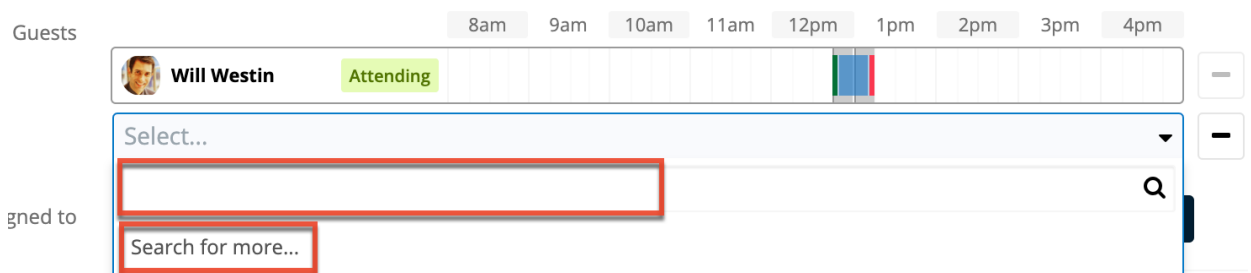 Guests 8am 9am 10am 11am 12pm 1pm 2pm 3pm 4pm
Will Westin Attending
Select...
gned to
Search for more...